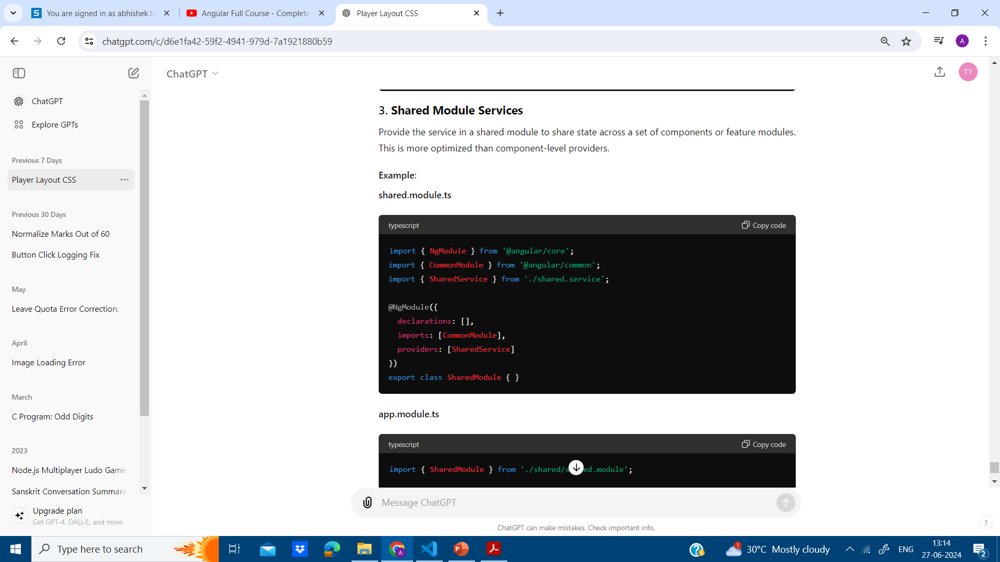 You are signed in as abhishek.ty
Angular Full Course - Complete
Player Layout CSS
chatgpt.com/c/d6e1fa42-59f2-4941-979d-7a1921880b59
A
ChatGPT
TY
ChatGPT
Explore GPTs
Previous 7 Days
Player Layout CSS
Previous 30 Days
Normalize Marks Out of 60
Button Click Logging Fix
May
Leave Quota Error Correction.
April
Image Loading Error
March
C Program: Odd Digits
2023
Node.js Multiplayer Ludo Game
Sanskrit Conversation Summary
Upgrade plan
Get GPT-4, DALL·E, and more
3. Shared Module Services
Provide the service in a shared module to share state across a set of components or feature modules.
This is more optimized than component-level providers.
Example:
shared.module.ts
typescript
Copy code
import { NgModule } from '@angular/core';
import { CommonModule } from '@angular/common';
import { SharedService } from './shared.service';
@NgModule({
declarations: [],
imports: [CommonModule],
providers: [SharedService]
})
export class SharedModule { }
app.module.ts
typescript
Copy code
import { SharedModule } from './shared/s  ed.module';
Message ChatGPT
ChatGPT can make mistakes. Check important info.
?
Type here to search
1
30°C Mostly cloudy
ENG
13:14
27-06-2024
2